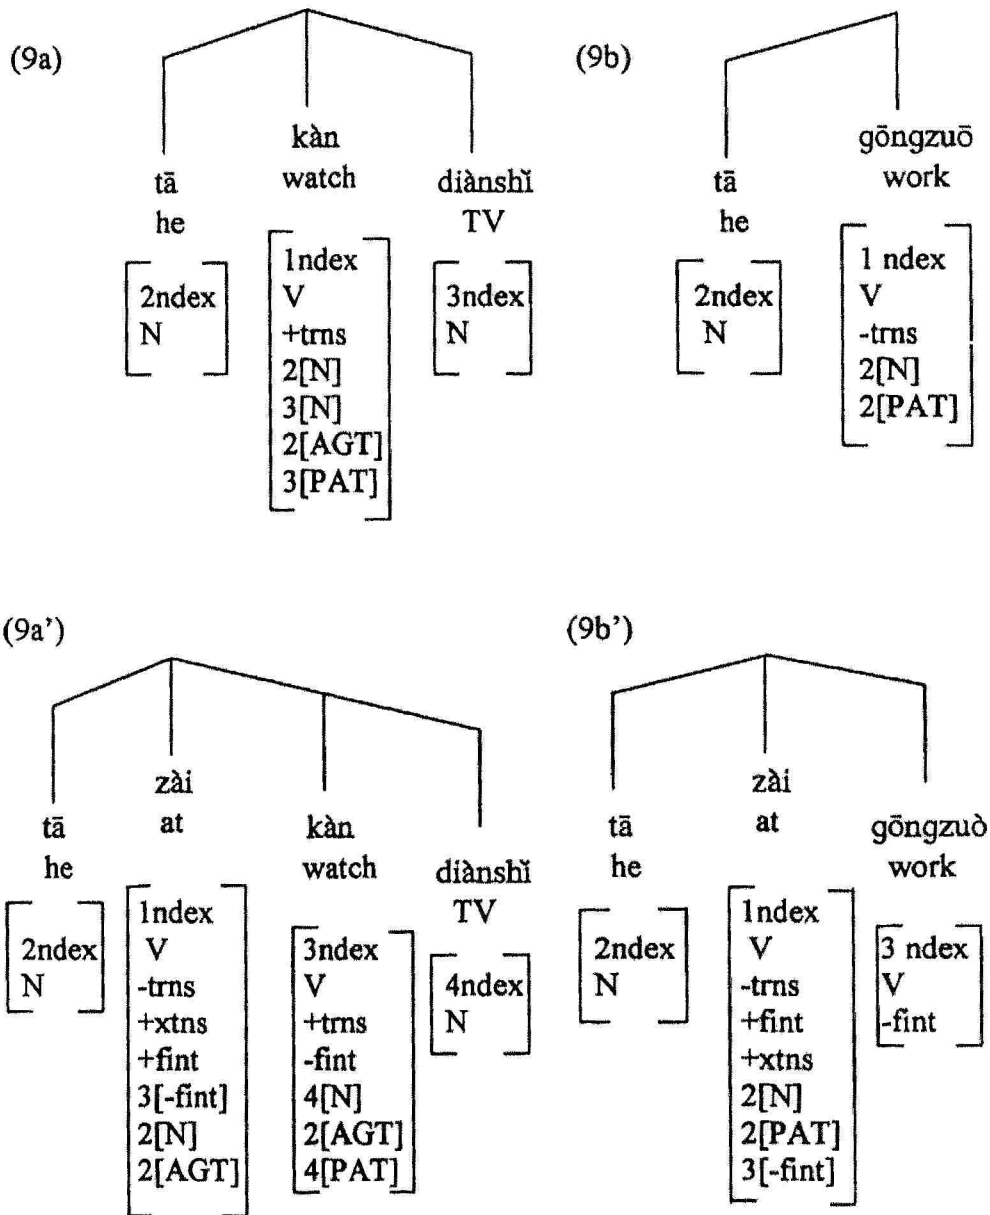 (9a)
kàn
watch
tā
he
diànshǐ
TV
2ndex
N
1ndex
V
+trns
2[N]
3[N]
2[AGT]
3[PAT]
3ndex
N
(9b)
tā
he
gōngzuō
work
2ndex
N
1 ndex
V
-trns
2[N]
2[PAT]
(9a')
tā
he
zài
at
kàn
watch
diànshǐ
TV
2ndex
N
1ndex
V
-trns
+xtns
+fint
3[-fint]
2[N]
2[AGT]
3ndex
V
+trns
-fint
4[N]
2[AGT]
4[PAT]
4ndex
N
(9b')
tā
he
zài
at
gōngzuò
work
2ndex
N
1ndex
V
-trns
+fint
+xtns
2[N]
2[PAT]
3[-fint]
3 ndex
V
-fint